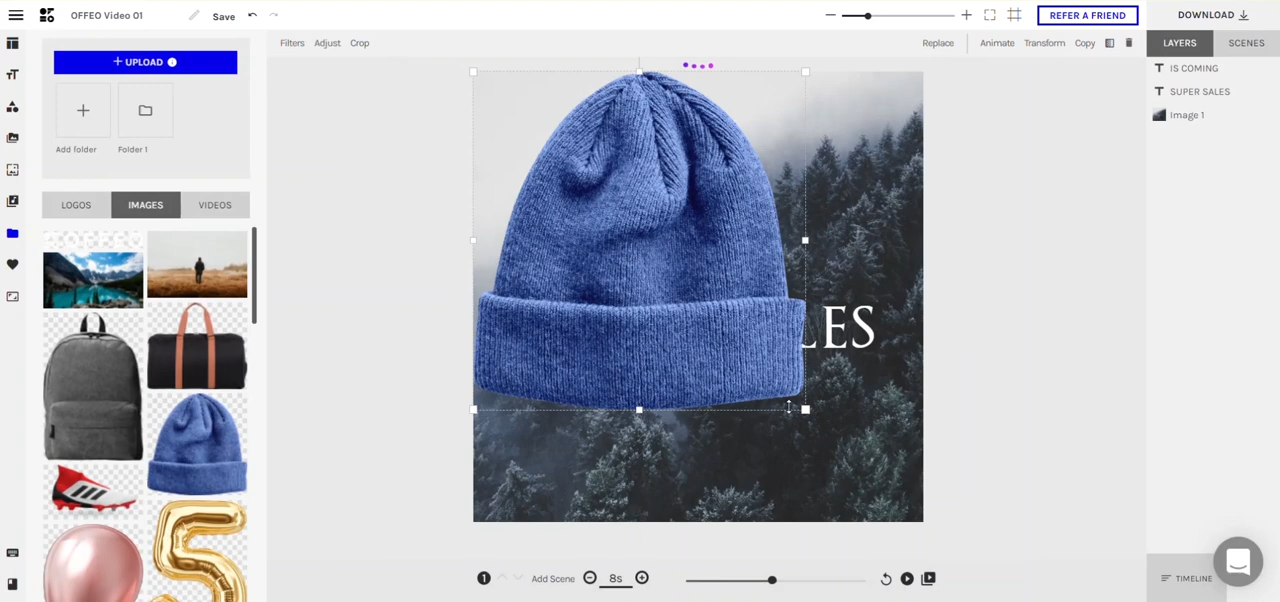 OFFEO Video 01
Save
REFER A FRIEND
DOWNLOAD
UPLOAD
Filters
Adjust
Crop
Replace
Animate
Transform
Copy
LAYERS
SCENES
IS COMING
SUPER SALES
Image 1
Add folder
Folder 1
LOGOS
IMAGES
VIDEOS
LES
1
Add Scene
8s
TIMELINE